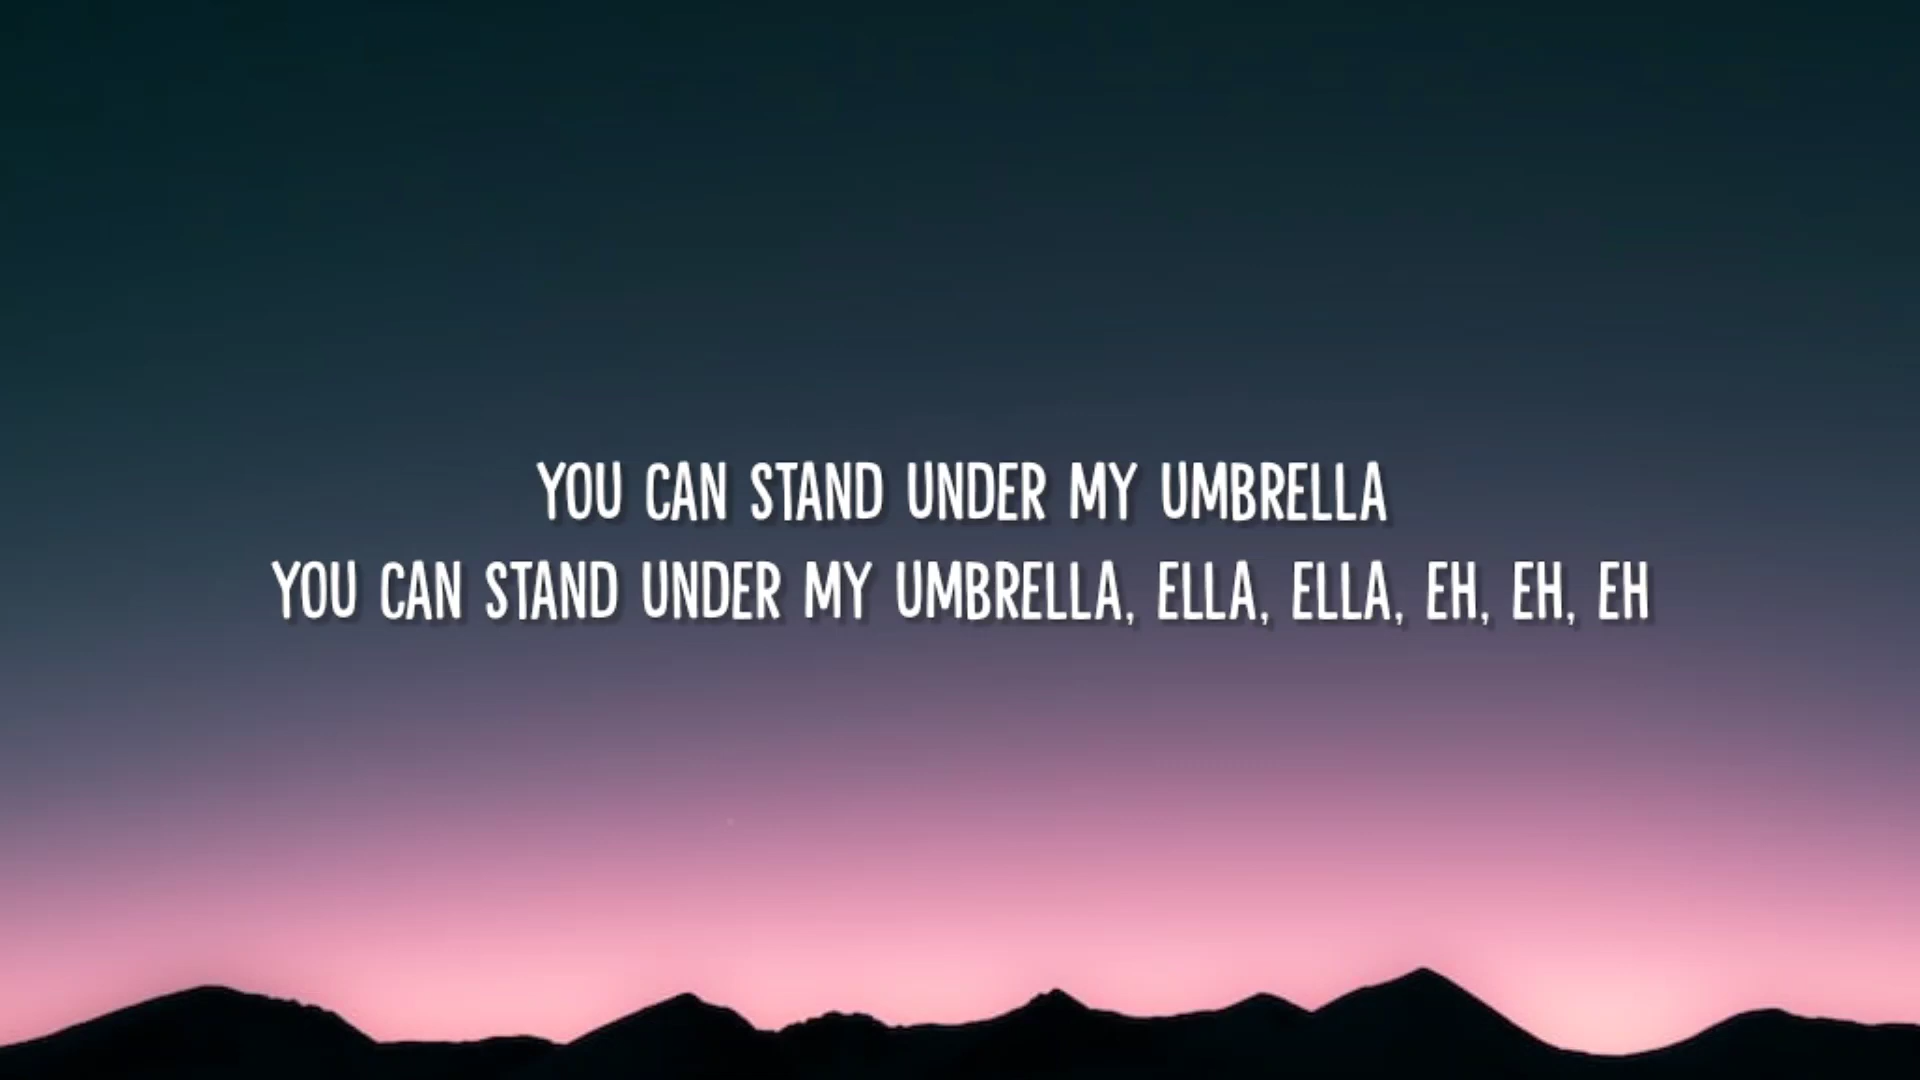 YOU CAN STAND UNDER MY UMBRELLA
YOU CAN STAND UNDER MY UMBRELLA, ELLA, ELLA, EH, EH, EH